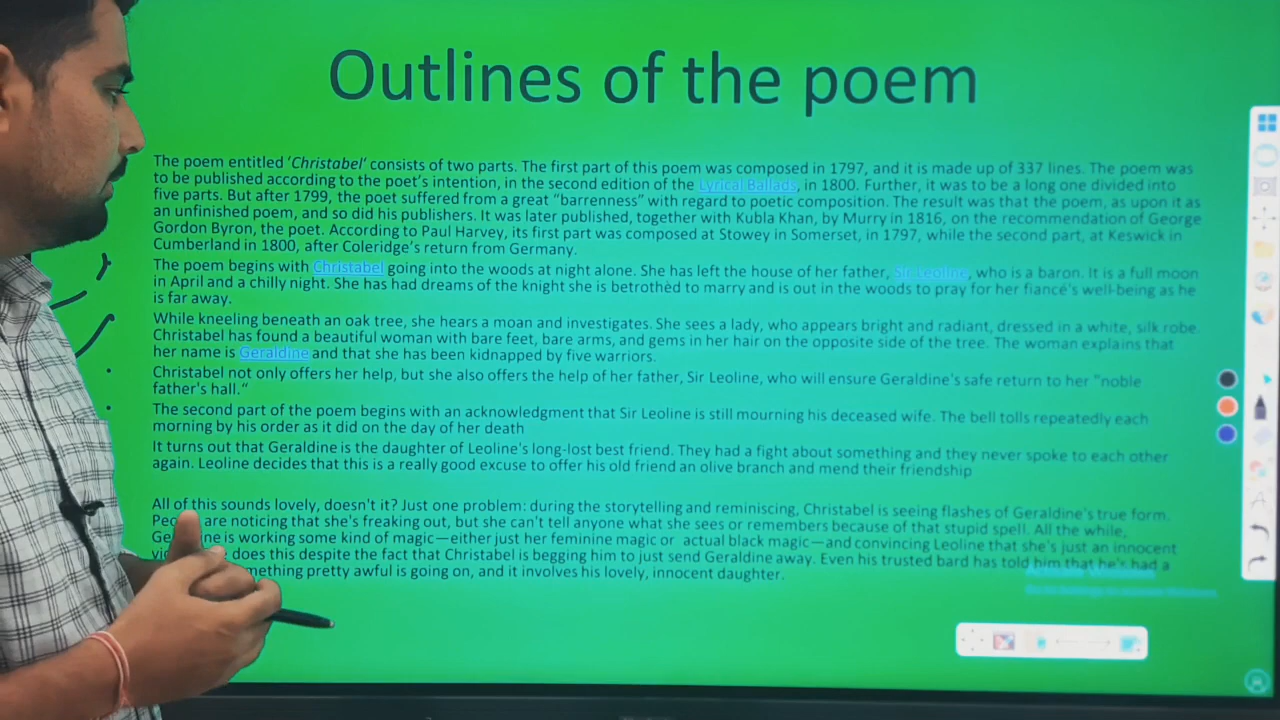 Outlines of the poem
The poem entitled 'Christabel' consists of two parts. The first part of this poem was composed in 1797, and it is made up of 337 lines. The poem was
to be published according to the poet's intention, in the second edition of the Lyrical Ballads, in 1800. Further, it was to be a long one divided into
five parts. But after 1799, the poet suffered from a great "barrenness" with regard to poetic composition. The result was that the poem, as upon it as
an unfinished poem, and so did his publishers. It was later published, together with Kubla Khan, by Murry in 1816, on the recommendation of George
Gordon Byron, the poet. According to Paul Harvey, its first part was composed at Stowey in Somerset, in 1797, while the second part, at Keswick in
Cumberland in 1800, after Coleridge's return from Germany.
The poem begins with Christabel going into the woods at night alone. She has left the house of her father, Sir Leoline, who is a baron. It is a full moon
in April and a chilly night. She has had dreams of the knight she is betrothed to marry and is out in the woods to pray for her fiancé's well-being as he
is far away.
While kneeling beneath an oak tree, she hears a moan and investigates. She sees a lady, who appears bright and radiant, dressed in a white, silk robe.
Christabel has found a beautiful woman with bare feet, bare arms, and gems in her hair on the opposite side of the tree. The woman explains that
her name is Geraldine and that she has been kidnapped by five warriors.
Christabel not only offers her help, but she also offers the help of her father, Sir Leoline, who will ensure Geraldine's safe return to her "noble
father's hall."
The second part of the poem begins with an acknowledgment that Sir Leoline is still mourning his deceased wife. The bell tolls repeatedly each
morning by his order as it did on the day of her death
It turns out that Geraldine is the daughter of Leoline's long-lost best friend. They had a fight about something and they never spoke to each other
again. Leoline decides that this is a really good excuse to offer his old friend an olive branch and mend their friendship
All of this sounds lovely, doesn't it? Just one problem: during the storytelling and reminiscing, Christabel is seeing flashes of Geraldine's true form.
are noticing that she's freaking out, but she can't tell anyone what she sees or remembers because of that stupid spell. All the while,
is working some kind of magic—either just her feminine magic or actual black magic—and convincing Leoline that she's just an innocent
does this despite the fact that Christabel is begging him to just send Geraldine away. Even his trusted bard has told him that he's had a
mething pretty awful is going on, and it involves his lovely, innocent daughter.